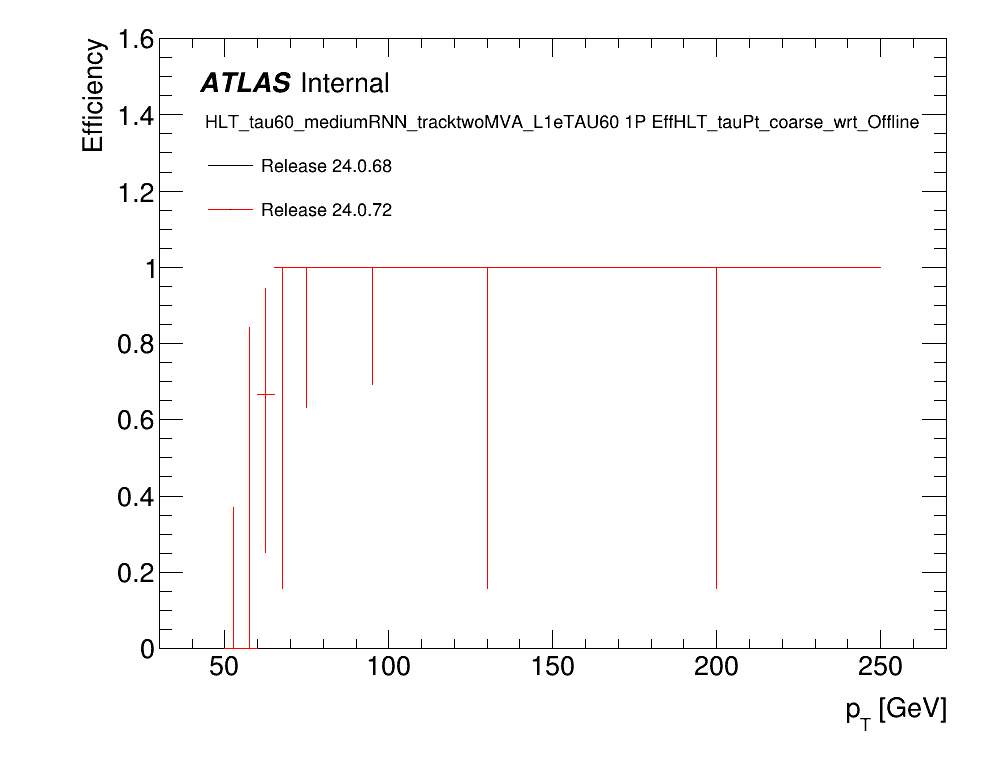 Efficiency
1.6
1.4
1.2
1
0.8
0.6
0.4
0.2
0
ATLAS Internal
HLT_tau60_mediumRNN_tracktwoMVA_L1eTAU60 1P EffHLT_tauPt_coarse_wrt_Offline
Release 24.0.68
Release 24.0.72
50 100 150 200 250
p_T [GeV]